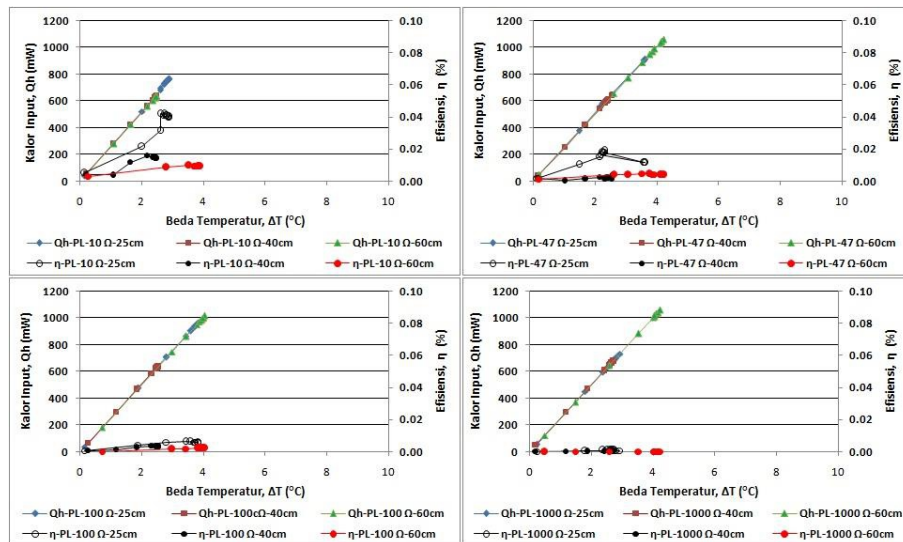 1200
1000
800
600
400
200
0
Kalor Input, Qh (mW)
0.10
0.08
0.06
0.04
0.02
0.00
Efisiensi, η (%)
0 2 4 6 8 10
Beda Temperatur, ΔT (°C)
Qh-PL-10 Ω-25cm Qh-PL-10 Ω-40cm Qh-PL-10 Ω-60cm
η-PL-10 Ω-25cm η-PL-10 Ω-40cm η-PL-10 Ω-60cm
1200
1000
800
600
400
200
0
Kalor Input, Qh (mW)
0.10
0.08
0.06
0.04
0.02
0.00
Efisiensi, η (%)
0 2 4 6 8 10
Beda Temperatur, ΔT (°C)
Qh-PL-47 Ω-25cm Qh-PL-47 Ω-40cm Qh-PL-47 Ω-60cm
η-PL-47 Ω-25cm η-PL-47 Ω-40cm η-PL-47 Ω-60cm
1200
1000
800
600
400
200
0
Kalor Input, Qh (mW)
0.10
0.08
0.06
0.04
0.02
0.00
Efisiensi, η (%)
0 2 4 6 8 10
Beda Temperatur, ΔT (°C)
Qh-PL-100 Ω-25cm Qh-PL-100cΩ-40cm Qh-PL-100 Ω-60cm
η-PL-100 Ω-25cm η-PL-100 Ω-40cm η-PL-100 Ω-60cm
1200
1000
800
600
400
200
0
Kalor Input, Qh (mW)
0.10
0.08
0.06
0.04
0.02
0.00
Efisiensi, η (%)
0 2 4 6 8 10
Beda Temperatur, ΔT (°C)
Qh-PL-1000 Ω-25cm Qh-PL-1000 Ω-40cm Qh-PL-1000 Ω-60cm
η-PL-1000 Ω-25cm η-PL-1000 Ω-40cm η-PL-1000 Ω-60cm